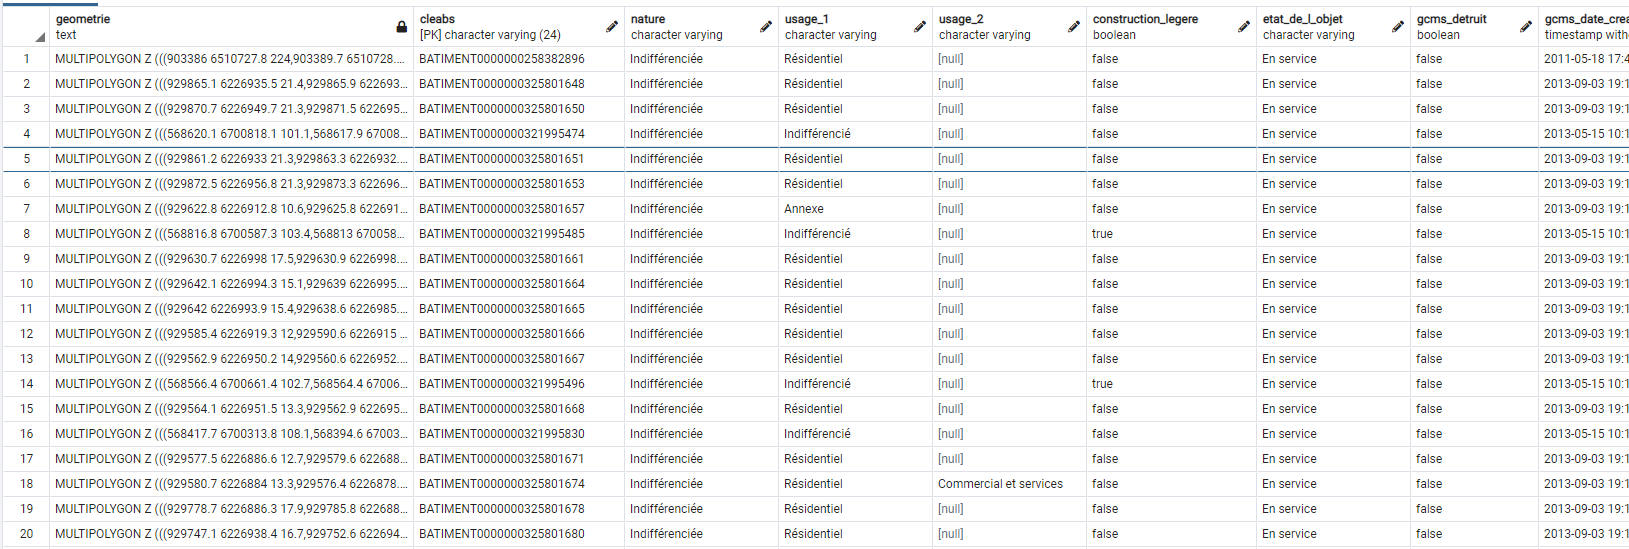 geometrie cleabs nature usage_1 usage_2 construction_legere etat_de_l_objet gcms_detruit gcms_date_crea
text [PK] character varying (24) character varying character varying character varying boolean character varying boolean timestamp witho
1 MULTIPOLYGON Z (((903386 6510727.8 224,903389.7 6510728.... BATIMENT0000000258382896 Indifférenciée Résidentiel [null] false En service false 2011-05-18 17:4
2 MULTIPOLYGON Z (((929865.1 6226935.5 21.4,929865.9 622693... BATIMENT0000000325801648 Indifférenciée Résidentiel [null] false En service false 2013-09-03 19:1
3 MULTIPOLYGON Z (((929870.7 6226949.7 21.3,929871.5 622695... BATIMENT0000000325801650 Indifférenciée Résidentiel [null] false En service false 2013-09-03 19:1
4 MULTIPOLYGON Z (((568620.1 6700818.1 101.1,568617.9 67008... BATIMENT0000000321995474 Indifférenciée Indifférencié [null] false En service false 2013-05-15 10:1
5 MULTIPOLYGON Z (((929861.2 6226933 21.3,929863.3 6226932.... BATIMENT0000000325801651 Indifférenciée Résidentiel [null] false En service false 2013-09-03 19:1
6 MULTIPOLYGON Z (((929872.5 6226956.8 21.3,929873.3 622696... BATIMENT0000000325801653 Indifférenciée Résidentiel [null] false En service false 2013-09-03 19:1
7 MULTIPOLYGON Z (((929622.8 6226912.8 10.6,929625.8 622691... BATIMENT0000000325801657 Indifférenciée Annexe [null] false En service false 2013-09-03 19:1
8 MULTIPOLYGON Z (((568816.8 6700587.3 103.4,568813 670058... BATIMENT0000000321995485 Indifférenciée Indifférencié [null] true En service false 2013-05-15 10:1
9 MULTIPOLYGON Z (((929630.7 6226998 17.5,929630.9 6226998.... BATIMENT0000000325801661 Indifférenciée Résidentiel [null] false En service false 2013-09-03 19:1
10 MULTIPOLYGON Z (((929642.1 6226994.3 15.1,929639 6226995.... BATIMENT0000000325801664 Indifférenciée Résidentiel [null] false En service false 2013-09-03 19:1
11 MULTIPOLYGON Z (((929642 6226993.9 15.4,929638.6 6226985.... BATIMENT0000000325801665 Indifférenciée Résidentiel [null] false En service false 2013-09-03 19:1
12 MULTIPOLYGON Z (((929585.4 6226919.3 12,929590.6 6226915 ... BATIMENT0000000325801666 Indifférenciée Résidentiel [null] false En service false 2013-09-03 19:1
13 MULTIPOLYGON Z (((929562.9 6226950.2 14,929560.6 6226952.... BATIMENT0000000325801667 Indifférenciée Résidentiel [null] false En service false 2013-09-03 19:1
14 MULTIPOLYGON Z (((568566.4 6700661.4 102.7,568564.4 67006... BATIMENT0000000321995496 Indifférenciée Indifférencié [null] true En service false 2013-05-15 10:1
15 MULTIPOLYGON Z (((929564.1 6226951.5 13.3,929562.9 622695... BATIMENT0000000325801668 Indifférenciée Résidentiel [null] false En service false 2013-09-03 19:1
16 MULTIPOLYGON Z (((568417.7 6700313.8 108.1,568394.6 67003... BATIMENT0000000321995830 Indifférenciée Indifférencié [null] false En service false 2013-05-15 10:1
17 MULTIPOLYGON Z (((929577.5 6226886.6 12.7,929579.6 622688... BATIMENT0000000325801671 Indifférenciée Résidentiel [null] false En service false 2013-09-03 19:1
18 MULTIPOLYGON Z (((929580.7 6226884 13.3,929576.4 6226878.... BATIMENT0000000325801674 Indifférenciée Résidentiel Commercial et services false En service false 2013-09-03 19:1
19 MULTIPOLYGON Z (((929778.7 6226886.3 17.9,929785.8 622688... BATIMENT0000000325801678 Indifférenciée Résidentiel [null] false En service false 2013-09-03 19:1
20 MULTIPOLYGON Z (((929747.1 6226938.4 16.7,929752.6 622694... BATIMENT0000000325801680 Indifférenciée Résidentiel [null] false En service false 2013-09-03 19:1